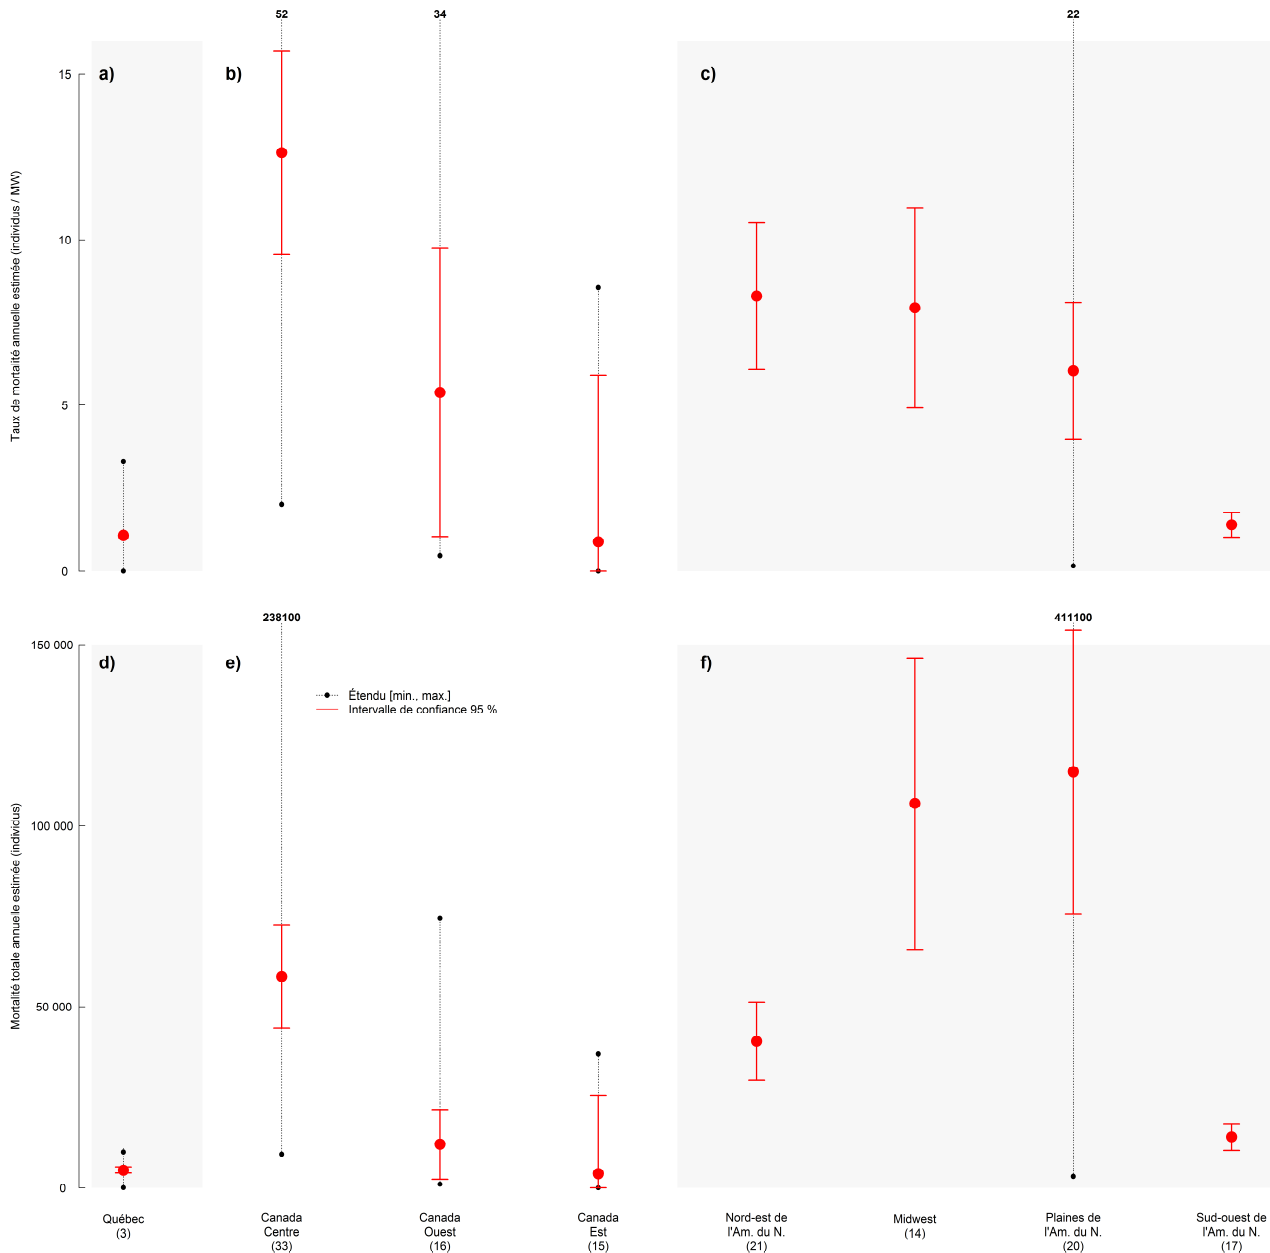 52
34
22
a)
b)
c)
15
10
5
0
Taux de mortalité annuelle estimée (individus / MW)
238100
411100
150 000
100 000
50 000
0
d)
e)
f)
Étendu [min., max.]
Intervalle de confiance 95 %
Mortalité totale annuelle estimée (individus)
Québec
(3)
Canada
Centre
(33)
Canada
Ouest
(16)
Canada
Est
(15)
Nord-est de
l'Am. du N.
(21)
Midwest
(14)
Plaines de
l'Am. du N.
(20)
Sud-ouest de
l'Am. du N.
(17)